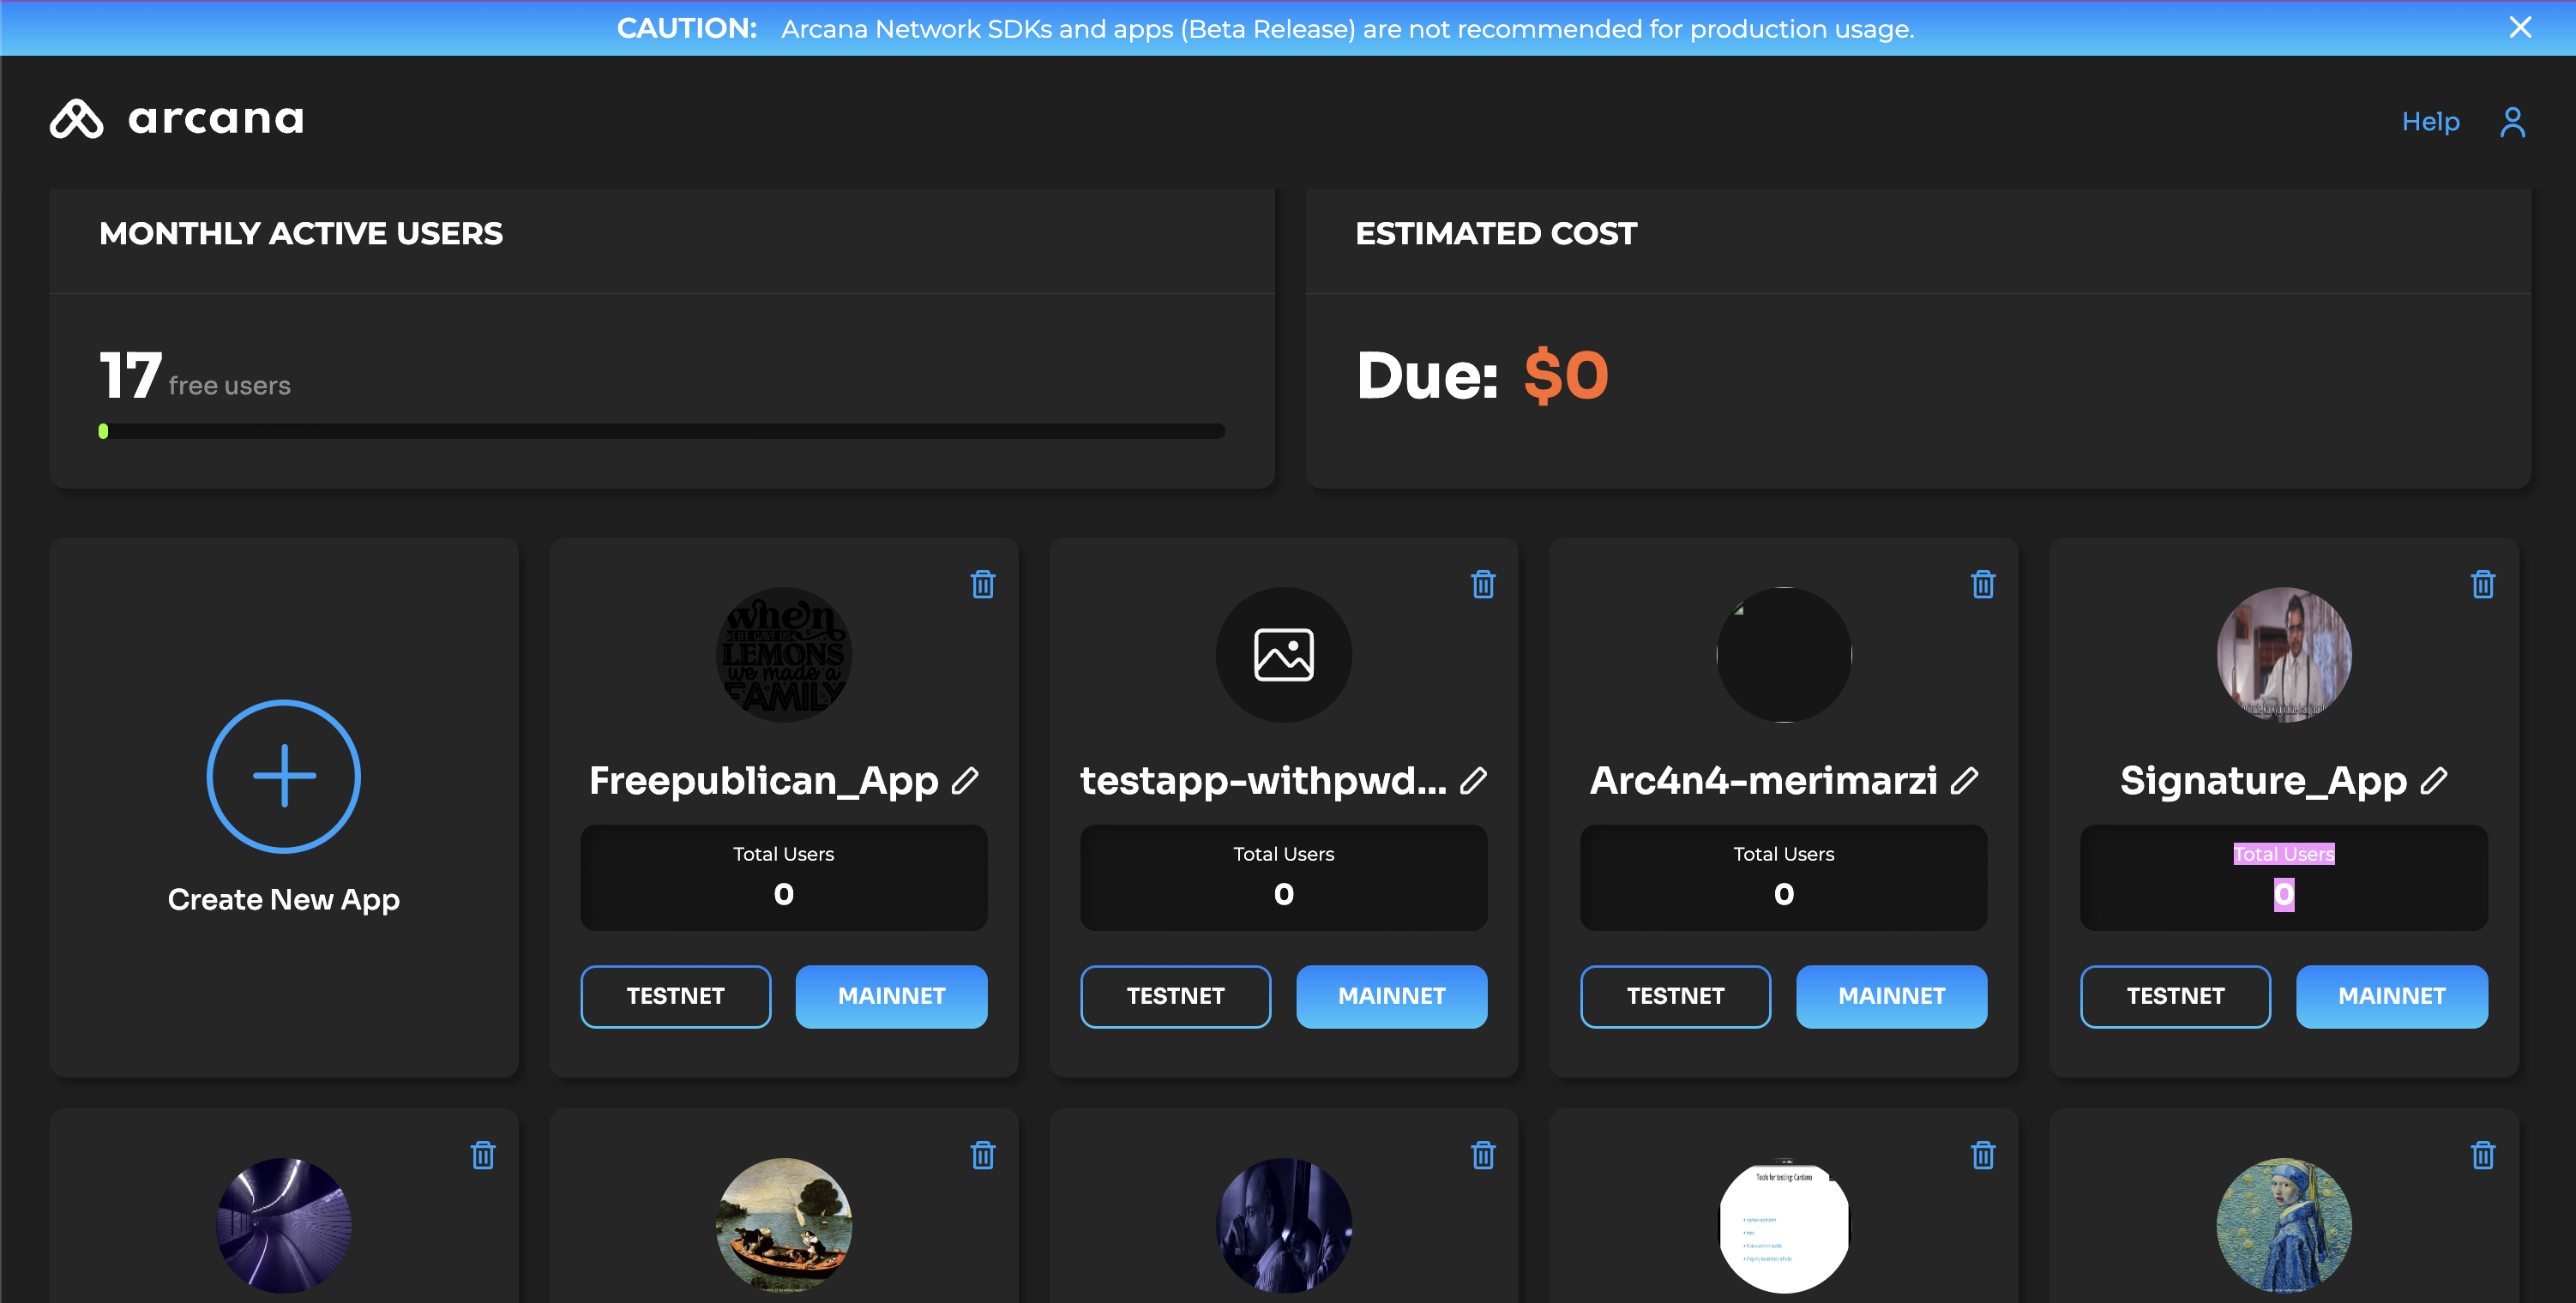 CAUTION: Arcana Network SDKs and apps (Beta Release) are not recommended for production usage.
arcana
Help
MONTHLY ACTIVE USERS
17 free users
ESTIMATED COST
Due: $0
Create New App
when
LIFE GAVE US
LEMONS
we made a
FAMILY
Freepublican_App
Total Users
0
TESTNET
MAINNET
testapp-withpwd...
Total Users
0
TESTNET
MAINNET
Arc4n4-merimarzi
Total Users
0
TESTNET
MAINNET
Signature_App
Total Users
0
TESTNET
MAINNET
Tools for testing: Cardano